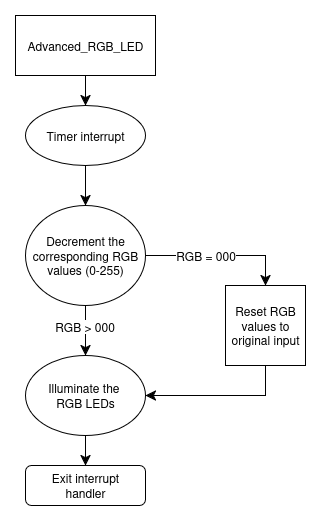 Advanced_RGB_LED
Timer interrupt
Decrement the
corresponding RGB
values (0-255)
RGB = 000
Reset RGB
values to
original input
RGB > 000
Illuminate the
RGB LEDs
Exit interrupt
handler